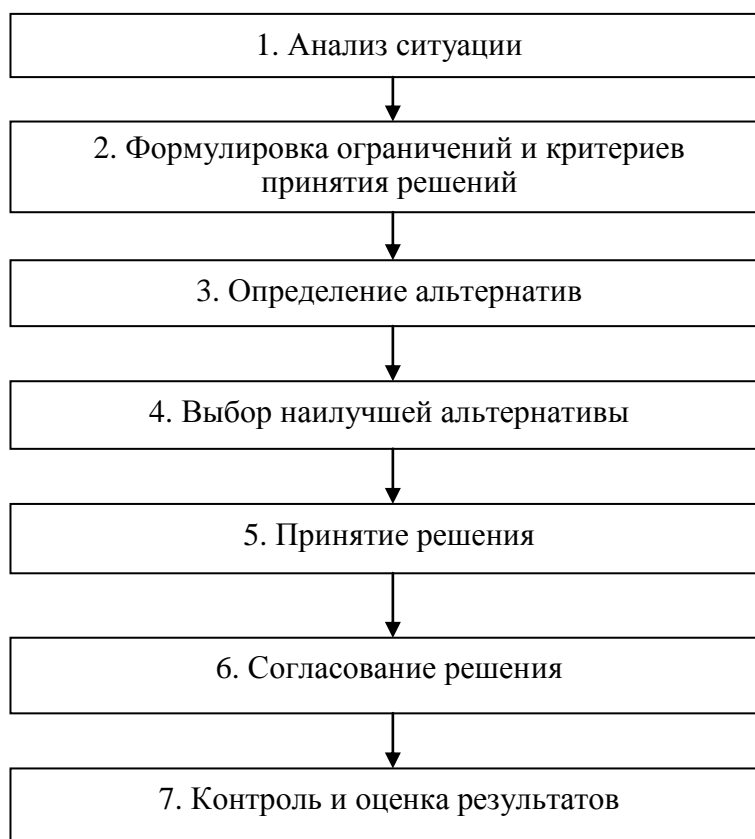 1. Анализ ситуации
2. Формулировка ограничений и критериев
принятия решений
3. Определение альтернатив
4. Выбор наилучшей альтернативы
5. Принятие решения
6. Согласование решения
7. Контроль и оценка результатов